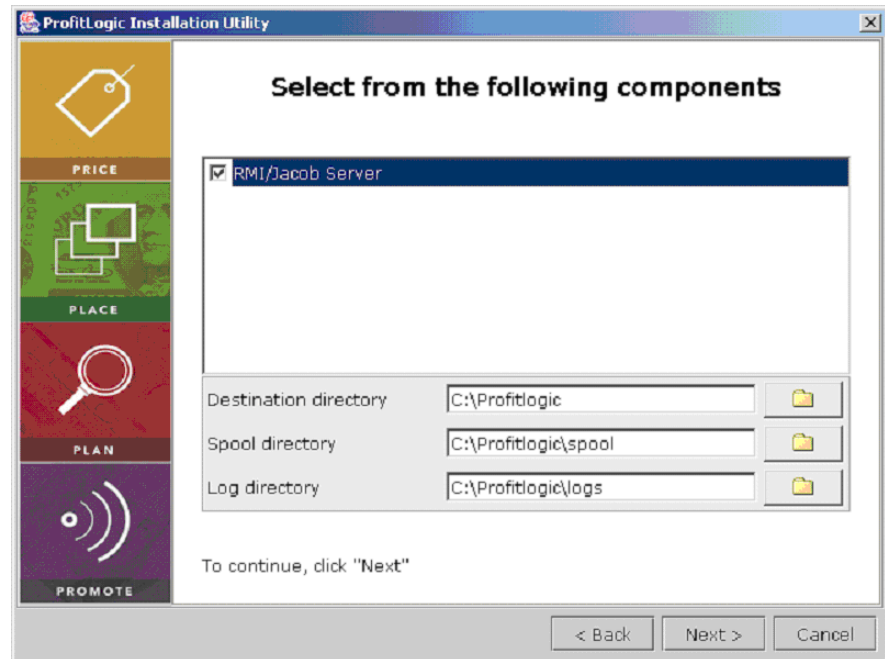 ProfitLogic Installation Utility
Select from the following components
PRICE
RMI/Jacob Server
PLACE
Destination directory C:\Profitlogic
Spool directory C:\Profitlogic\spool
PLAN
Log directory C:\Profitlogic\logs
To continue, click "Next"
PROMOTE
< Back Next > Cancel